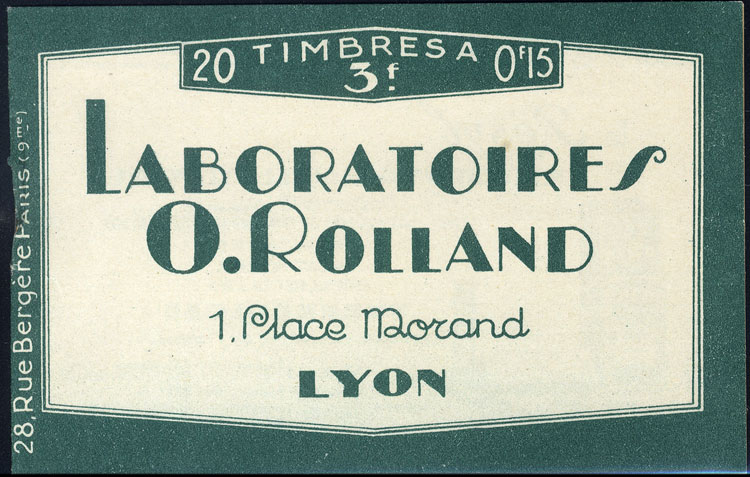 20 TIMBRES A 0f15
3f.
LABORATOIRES
O. ROLLAND
1, Place Morand
LYON
28, Rue Bergère PARIS (9me)